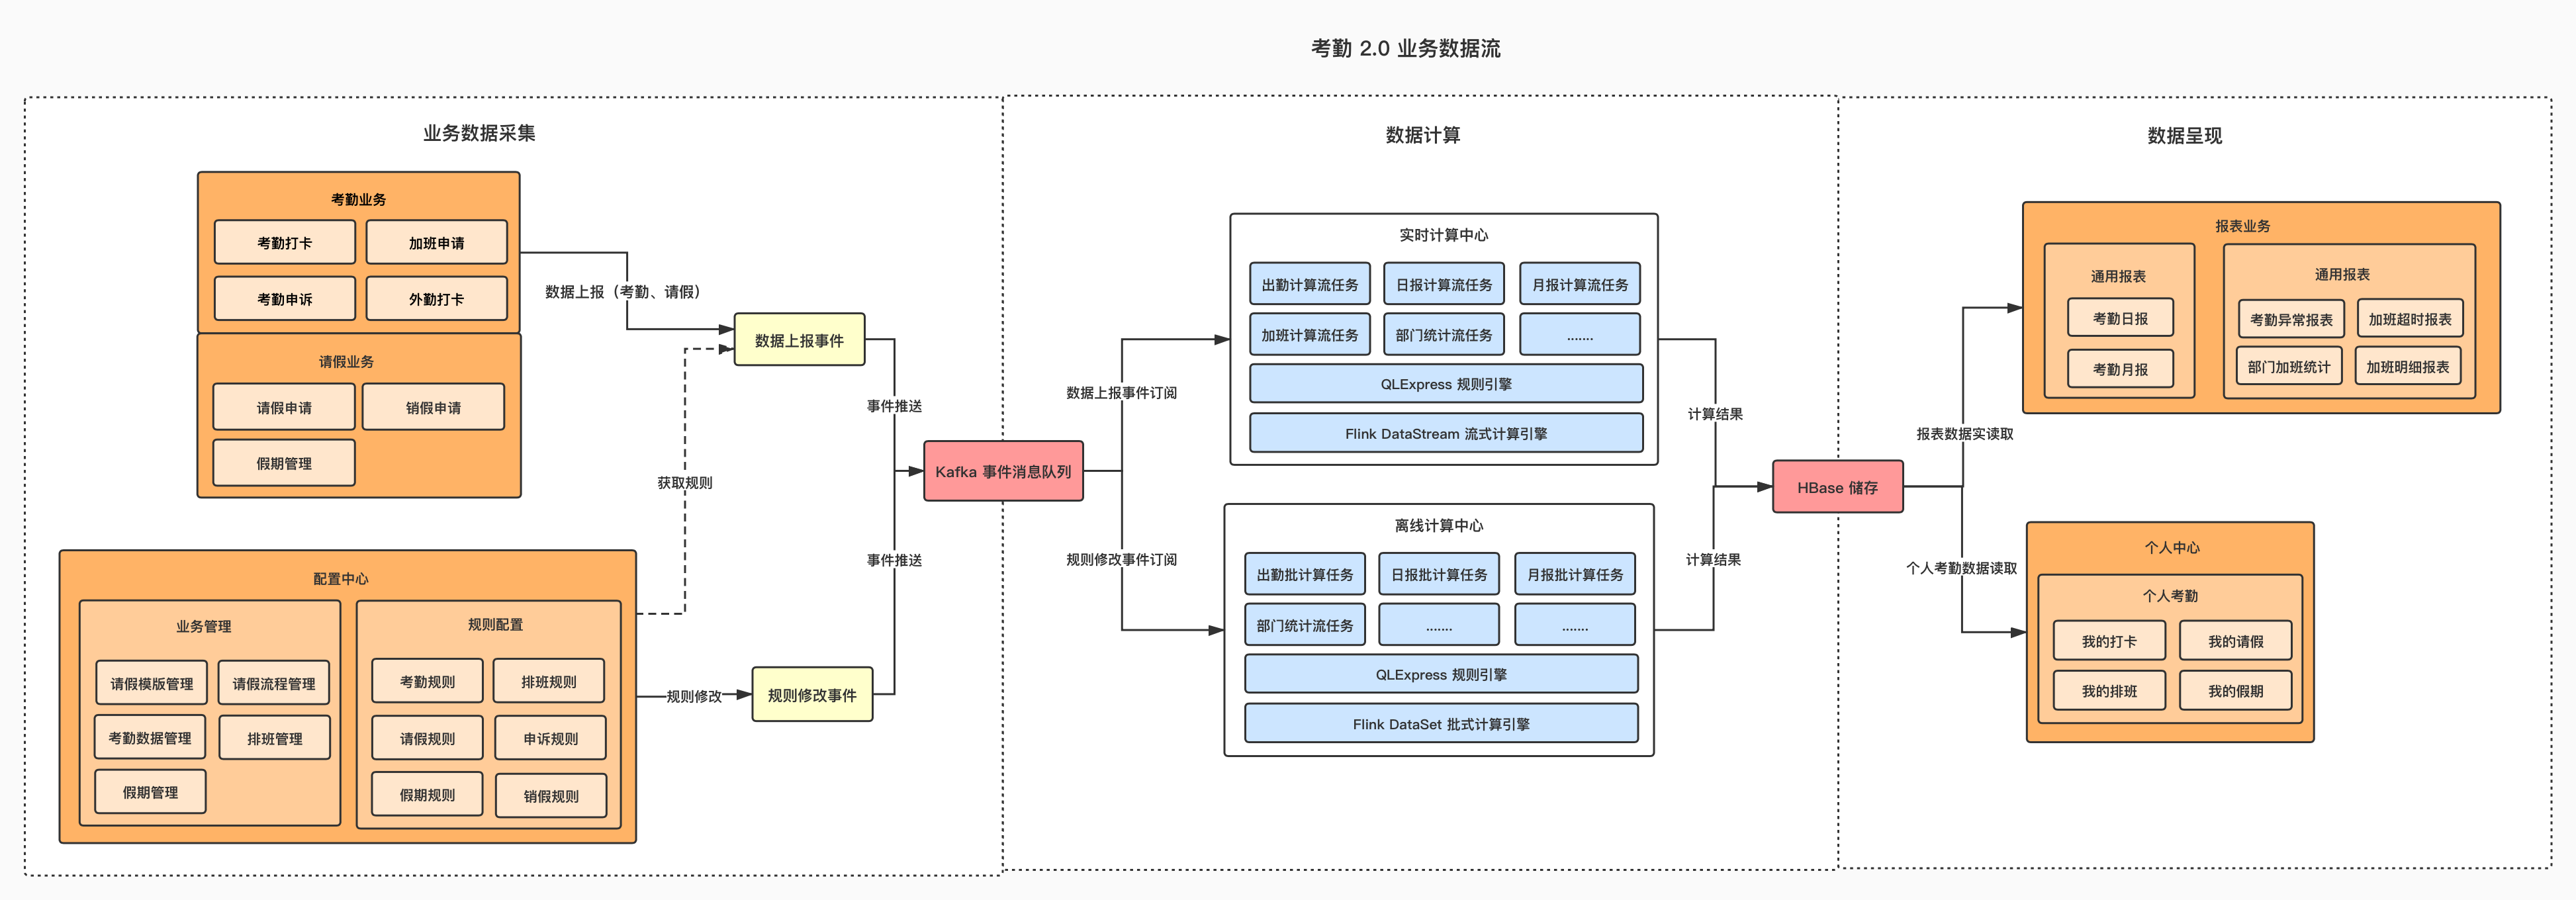 考勤 2.0 业务数据流
业务数据采集
考勤业务
考勤打卡
加班申请
考勤申诉
外勤打卡
请假业务
请假申请
销假申请
假期管理
数据上报（考勤、请假）
数据上报事件
获取规则
配置中心
业务管理
请假模版管理
请假流程管理
考勤数据管理
排班管理
假期管理
规则配置
考勤规则
排班规则
请假规则
申诉规则
假期规则
销假规则
规则修改
规则修改事件
事件推送
事件推送
Kafka 事件消息队列
数据计算
数据上报事件订阅
规则修改事件订阅
实时计算中心
出勤计算流任务
日报计算流任务
月报计算流任务
加班计算流任务
部门统计流任务
.......
QLExpress 规则引擎
Flink DataStream 流式计算引擎
离线计算中心
出勤批计算任务
日报批计算任务
月报批计算任务
部门统计流任务
.......
.......
QLExpress 规则引擎
Flink DataSet 批式计算引擎
计算结果
计算结果
HBase 储存
数据呈现
报表数据实读取
个人考勤数据读取
报表业务
通用报表
考勤日报
考勤月报
通用报表
考勤异常报表
加班超时报表
部门加班统计
加班明细报表
个人中心
个人考勤
我的打卡
我的请假
我的排班
我的假期